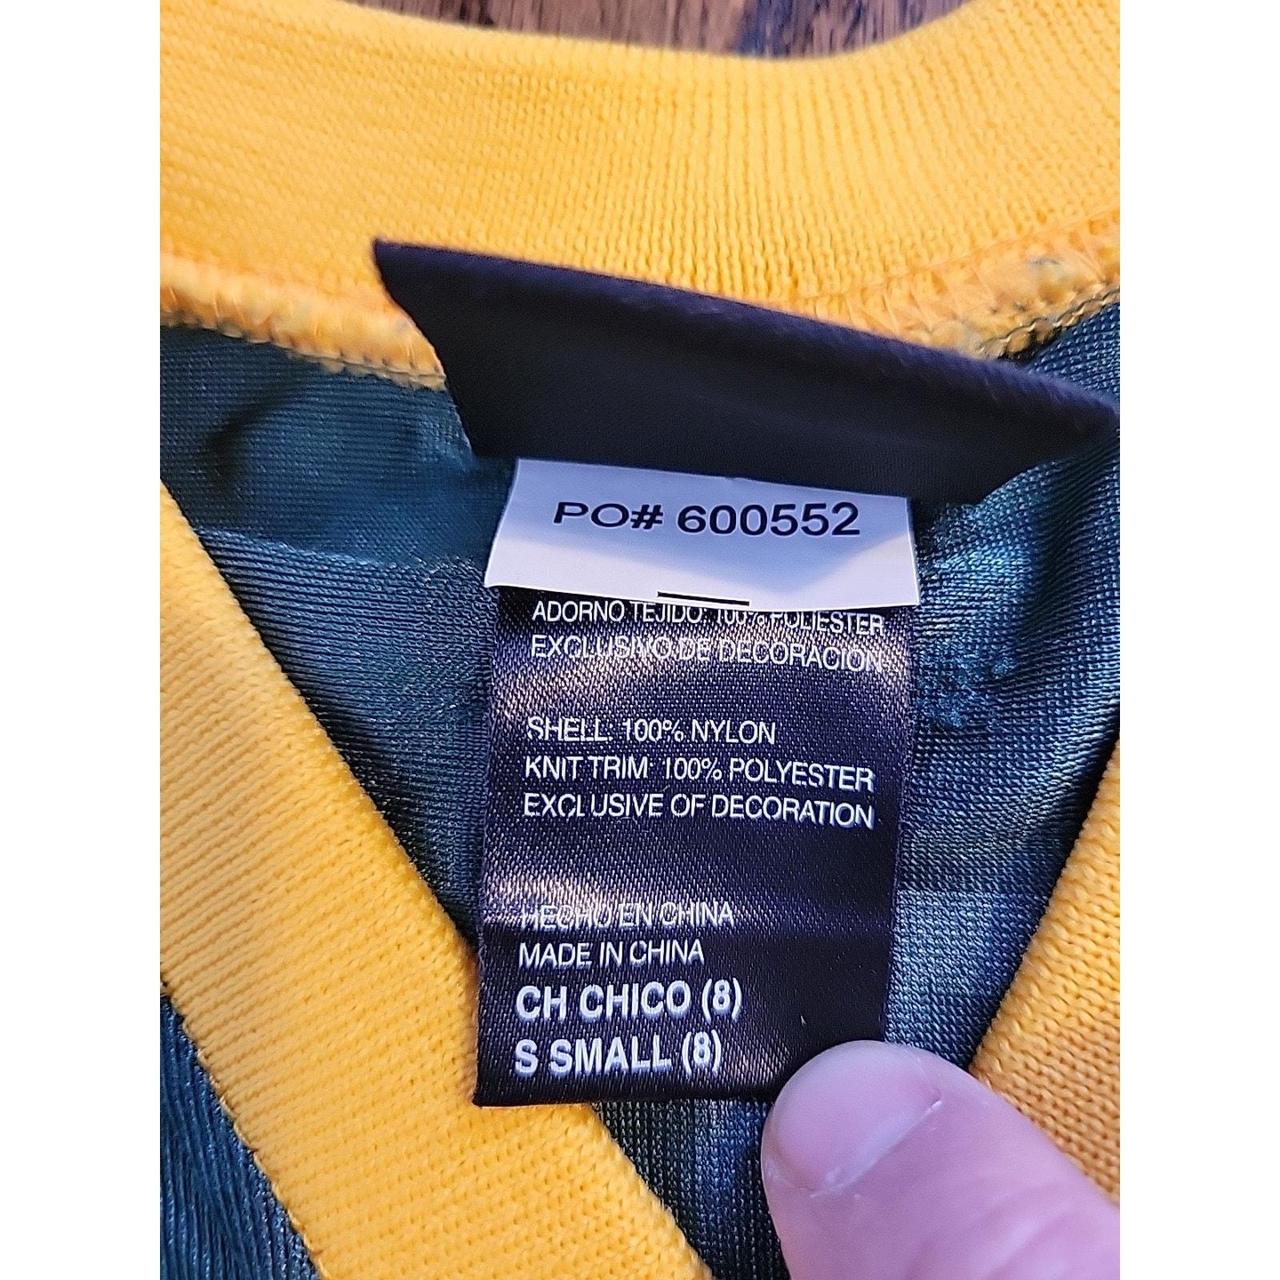 PO# 600552
ADORNO TEJIDO: 100% POLIESTER
EXCLUSIVO DE DECORACION
SHELL: 100% NYLON
KNIT TRIM 100% POLYESTER
EXCLUSIVE OF DECORATION
HECHO EN CHINA
MADE IN CHINA
CH CHICO (8)
S SMALL (8)